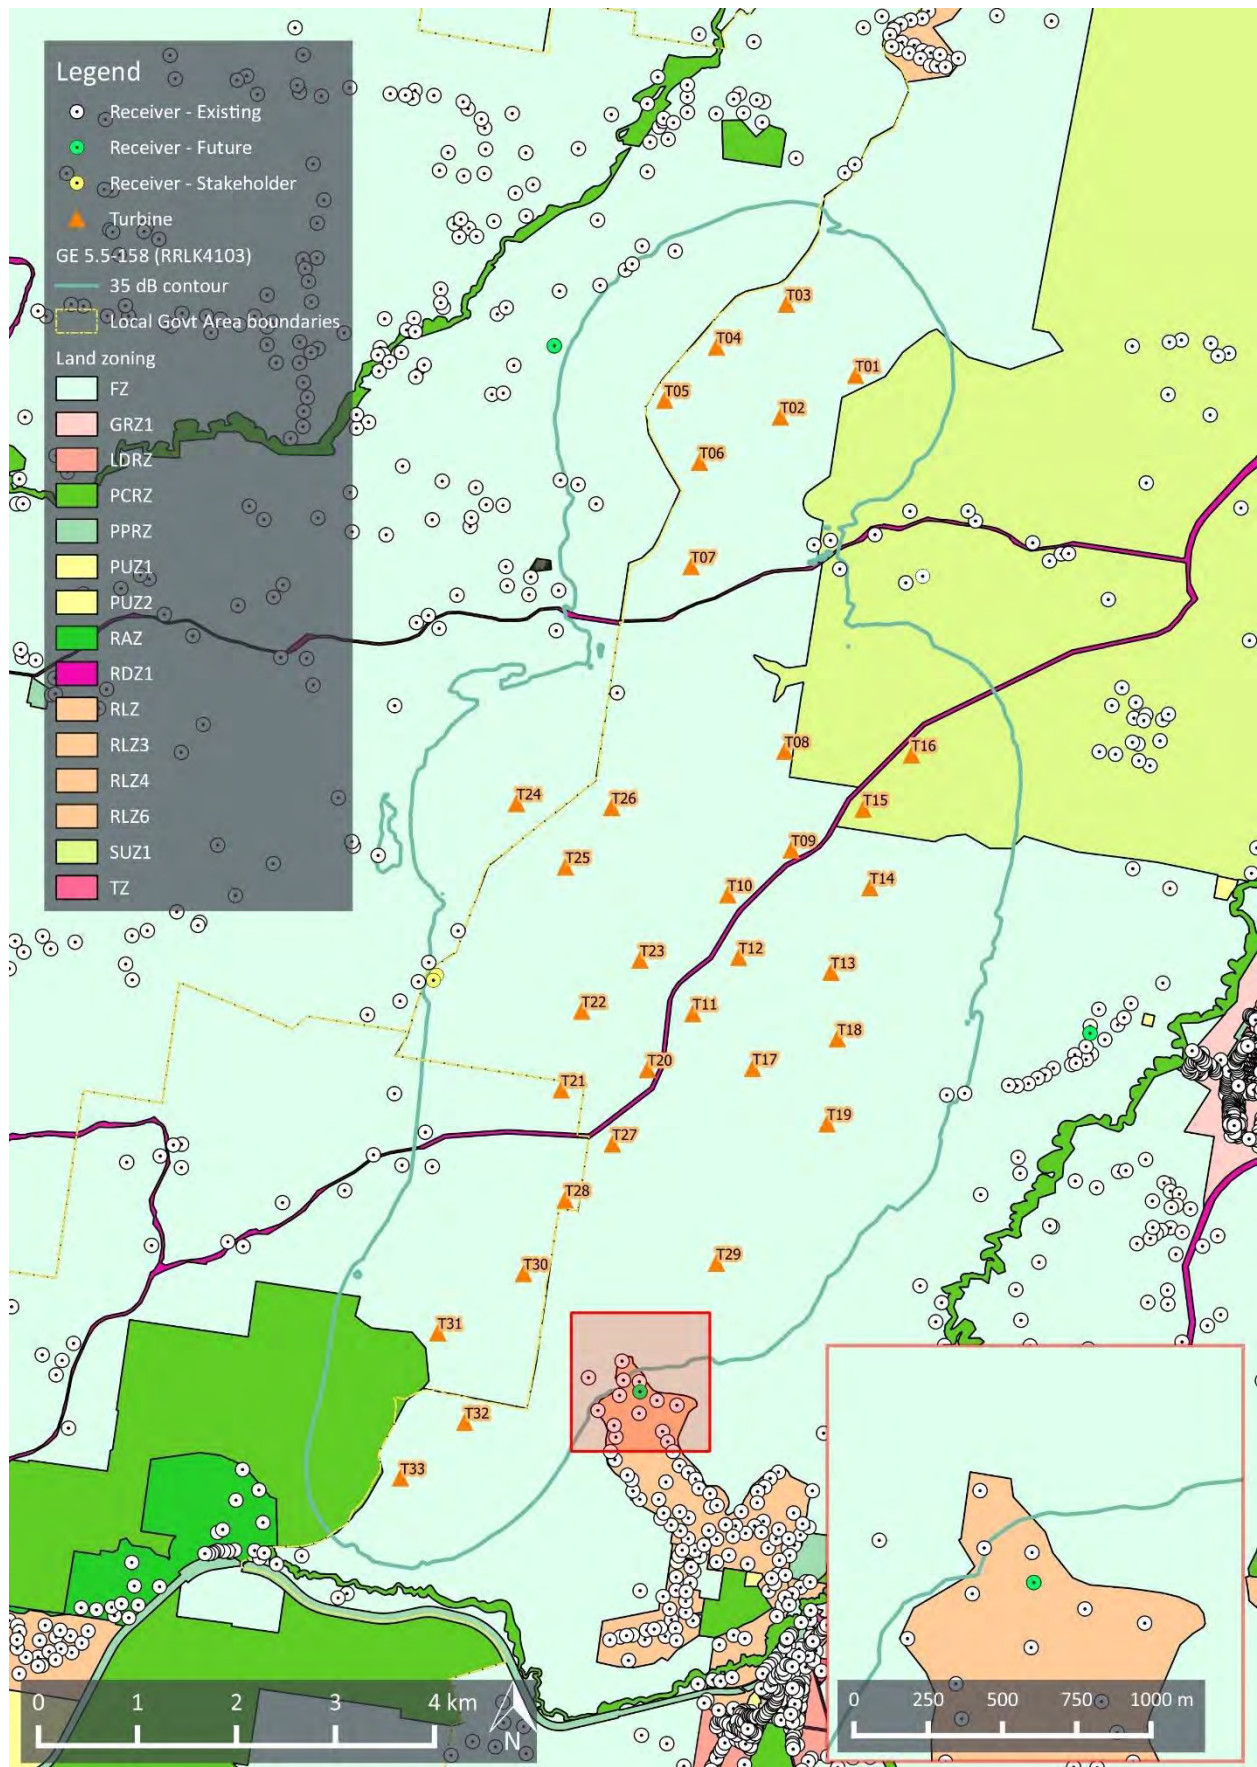 Legend
Receiver - Existing
Receiver - Future
Receiver - Stakeholder
Turbine
GE 5.5-158 (RRLK4103)
35 dB contour
Local Govt Area boundaries
Land zoning
FZ
GRZ1
LDRZ
PCRZ
PPRZ
PUZ1
PUZ2
RAZ
RDZ1
RLZ
RLZ3
RLZ4
RLZ6
SUZ1
TZ
T03
T04
T01
T05
T02
T06
T07
T08
T16
T24
T26
T15
T09
T25
T14
T10
T23
T12
T13
T22
T11
T18
T20
T17
T21
T19
T27
T28
T29
T30
T31
T32
T33
0 1 2 3 4 km
N
0 250 500 750 1000 m